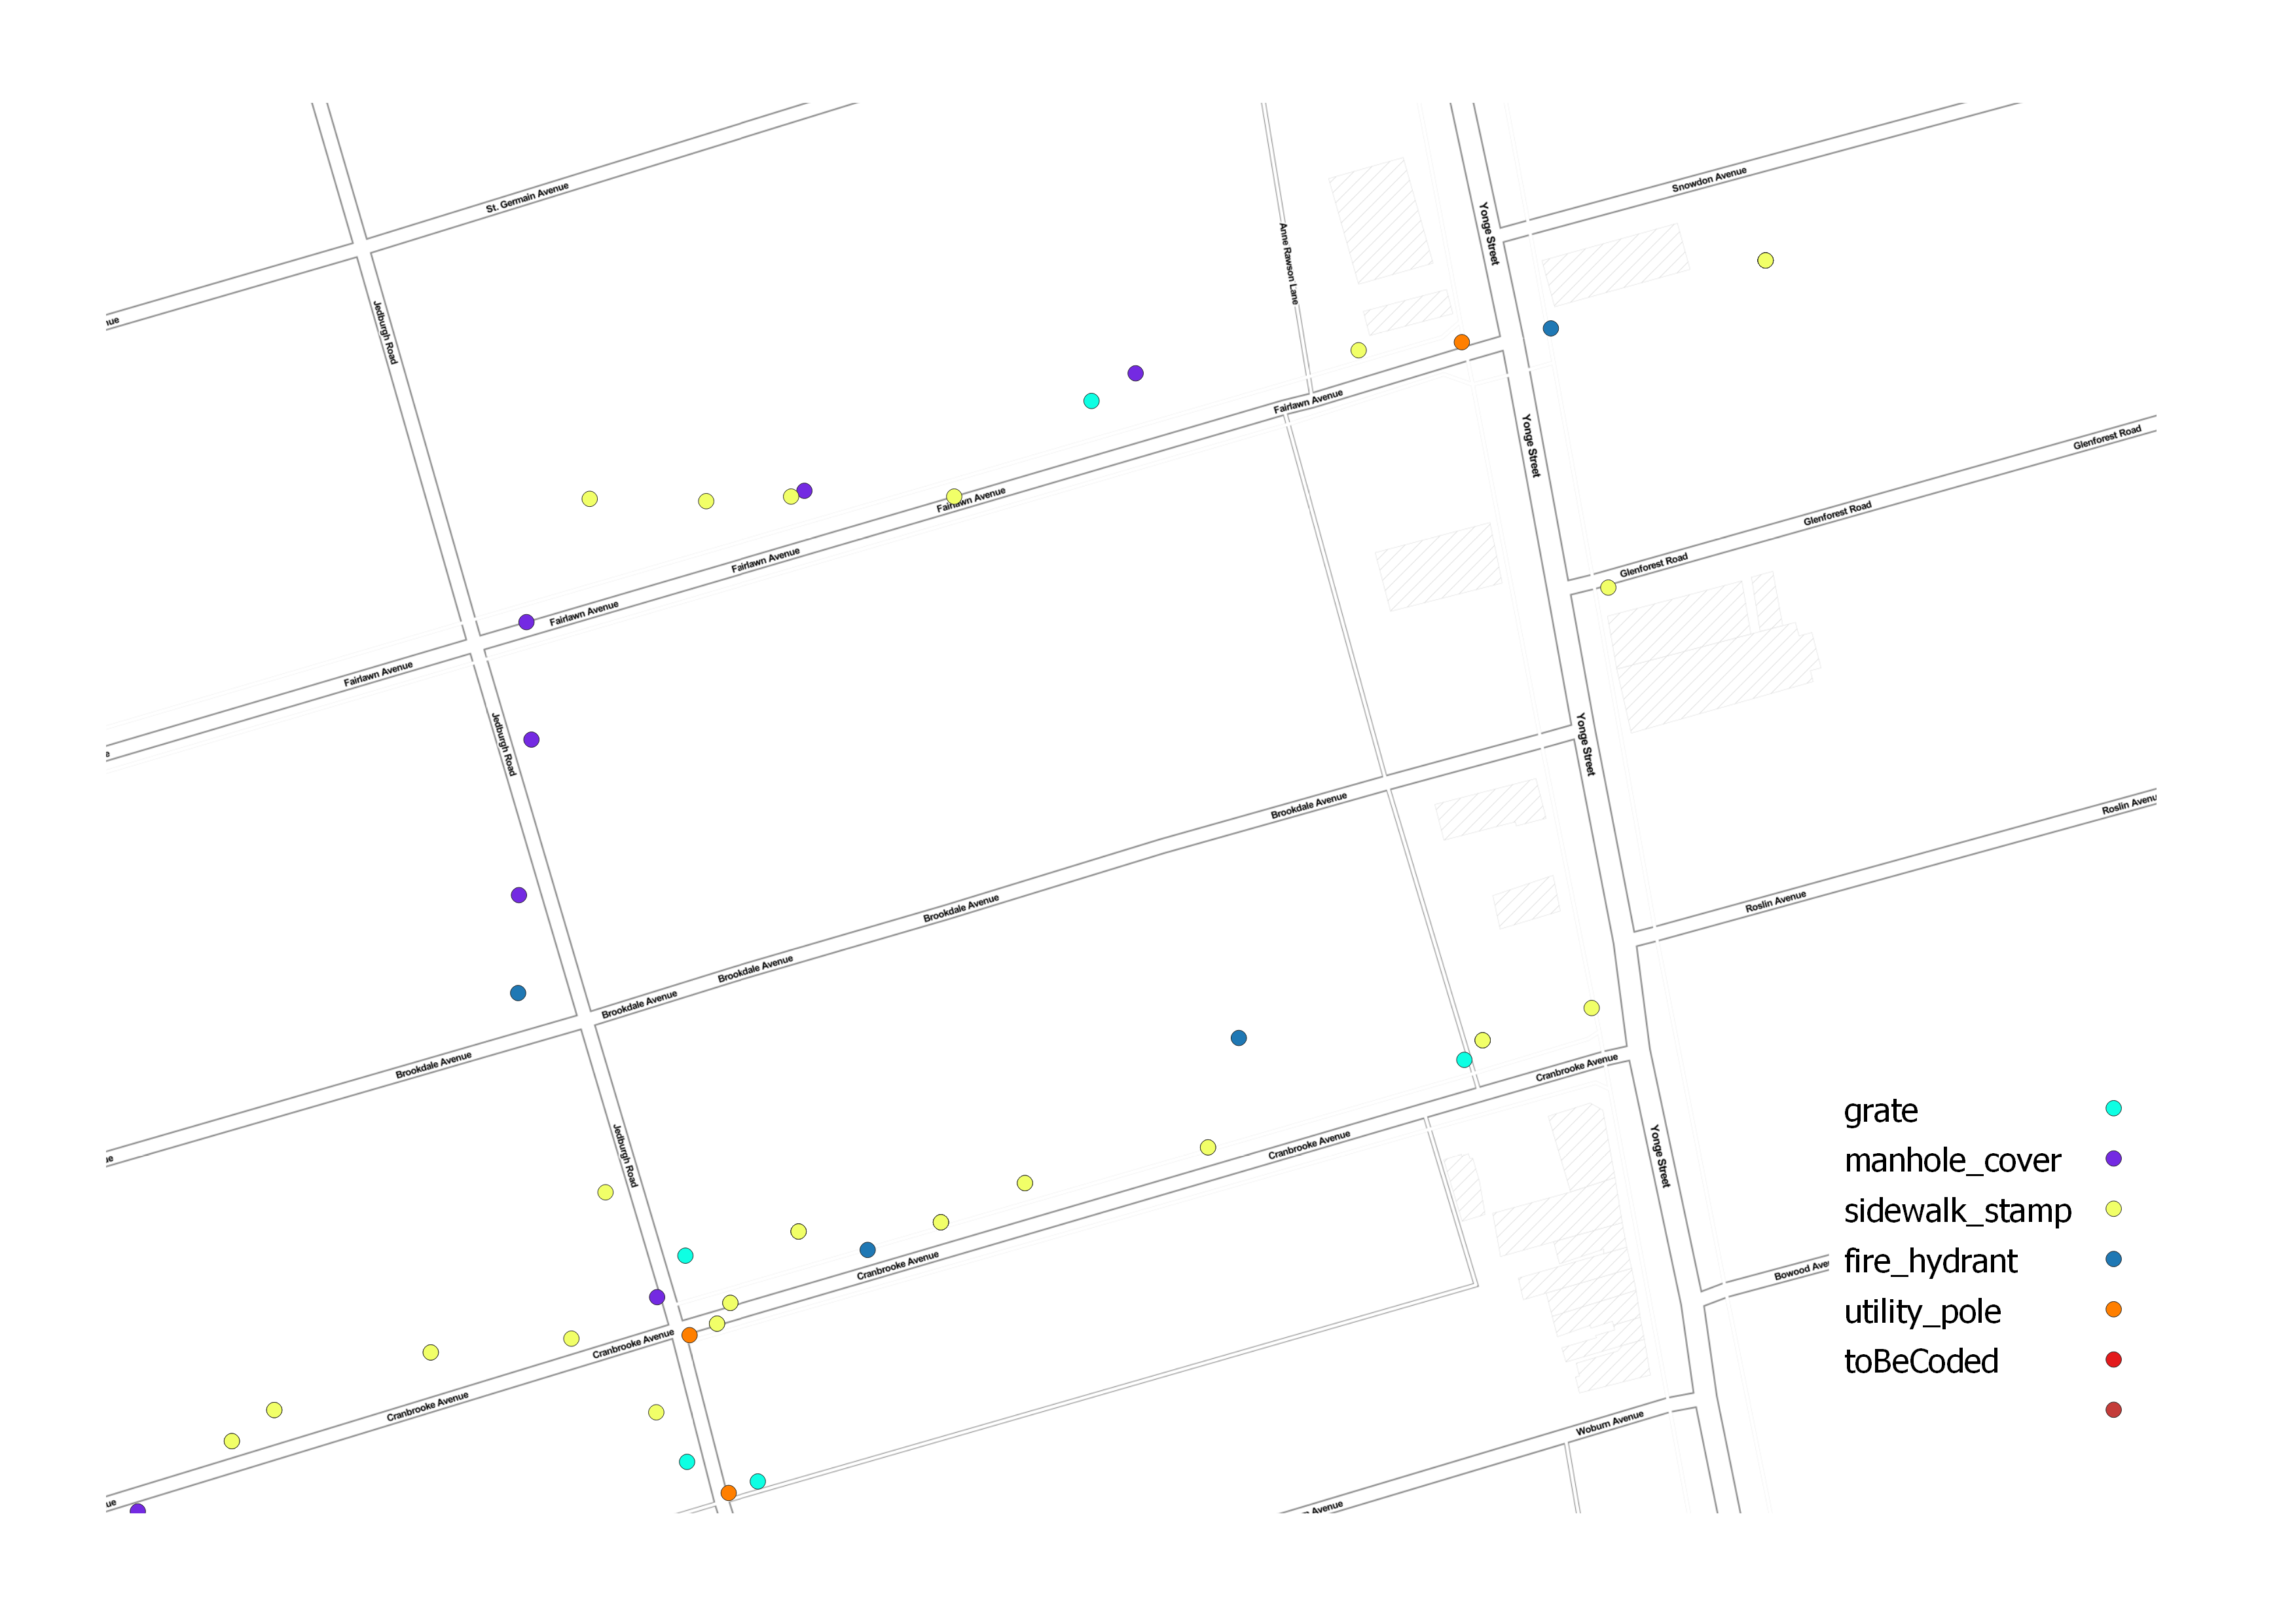 Snowdon Avenue
St. Germain Avenue
Yonge Street
Anne Rawson Lane
ue
Jedburgh Road
Fairlawn Avenue
Glenforest Road
Yonge Street
Fairlawn Avenue
Glenforest Road
Fairlawn Avenue
Glenforest Road
Fairlawn Avenue
Fairlawn Avenue
Jedburgh Road
Yonge Street
e
Brookdale Avenue
Roslin Avenu
Roslin Avenue
Brookdale Avenue
Brookdale Avenue
Brookdale Avenue
Brookdale Avenue
Cranbrooke Avenue
Jedburgh Road
Cranbrooke Avenue
Yonge Street
ue
Cranbrooke Avenue
Bowood Aven
Cranbrooke Avenue
Cranbrooke Avenue
Woburn Avenue
ue
Avenue
grate
manhole_cover
sidewalk_stamp
fire_hydrant
utility_pole
toBeCoded